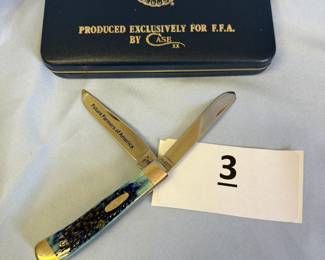 PRODUCED EXCLUSIVELY FOR F.F.A.
BY CASE XX
Future Farmers of America
3